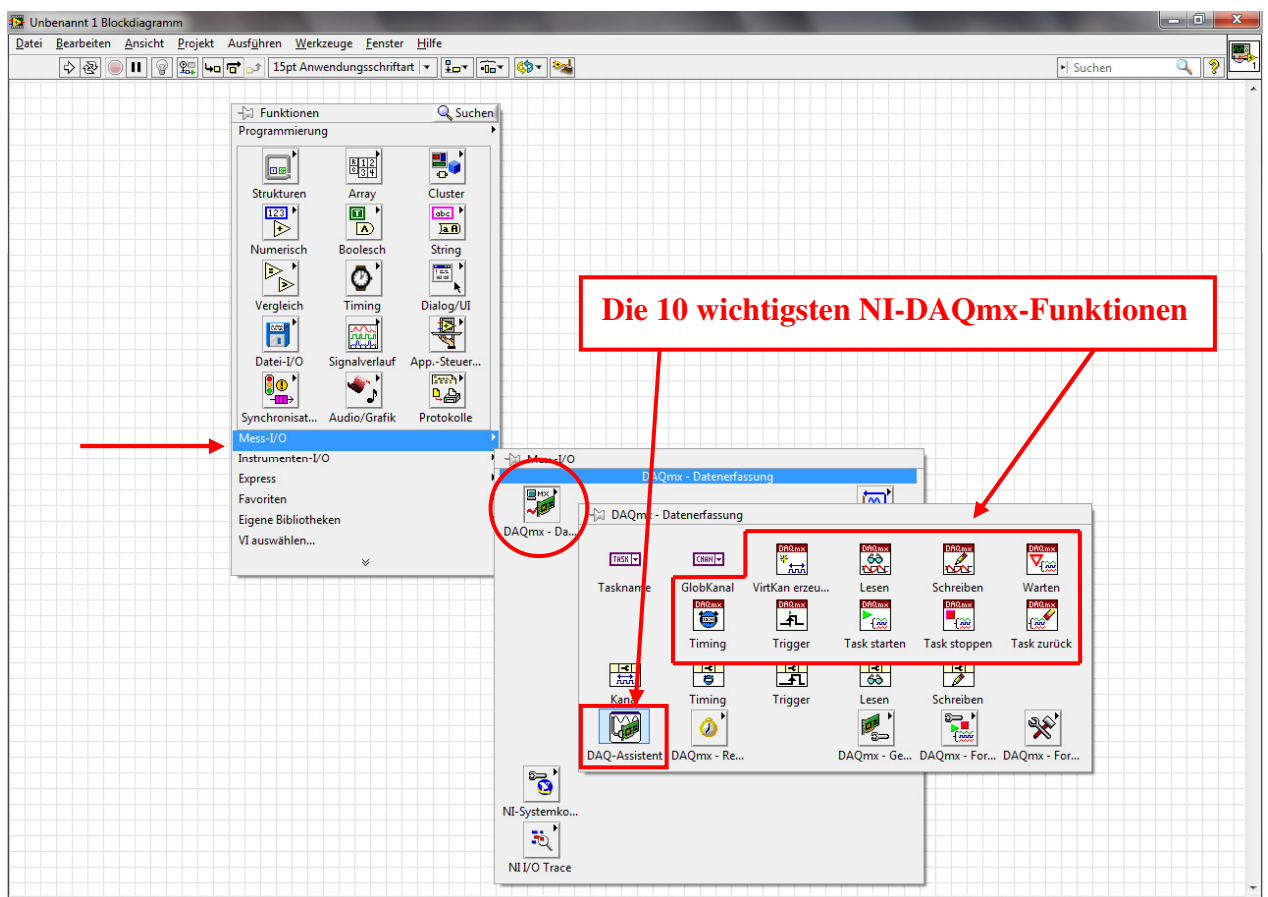 Unbenannt 1 Blockdiagramm
Datei Bearbeiten Ansicht Projekt Ausführen Werkzeuge Fenster Hilfe
15pt Anwendungsschriftart
Suchen
1
Funktionen Suchen
Programmierung
Strukturen Array Cluster
Numerisch Boolesch String
Vergleich Timing Dialog/UI
Datei-I/O Signalverlauf App.-Steuer...
Synchronisat... Audio/Grafik Protokolle
Mess-I/O
Instrumenten-I/O
Express
Favoriten
Eigene Bibliotheken
VI auswählen...
Die 10 wichtigsten NI-DAQmx-Funktionen
Mess-I/O
DAQmx - Datenerfassung
DAQmx - Da...
NI-Systemko...
NI I/O Trace
DAQmx - Datenerfassung
Taskname GlobKanal VirtKan erzeu... Lesen Schreiben Warten
Timing Trigger Task starten Task stoppen Task zurück
Kanal Timing Trigger Lesen Schreiben
DAQ-Assistent DAQmx - Re... DAQmx - Ge... DAQmx - For... DAQmx - For...